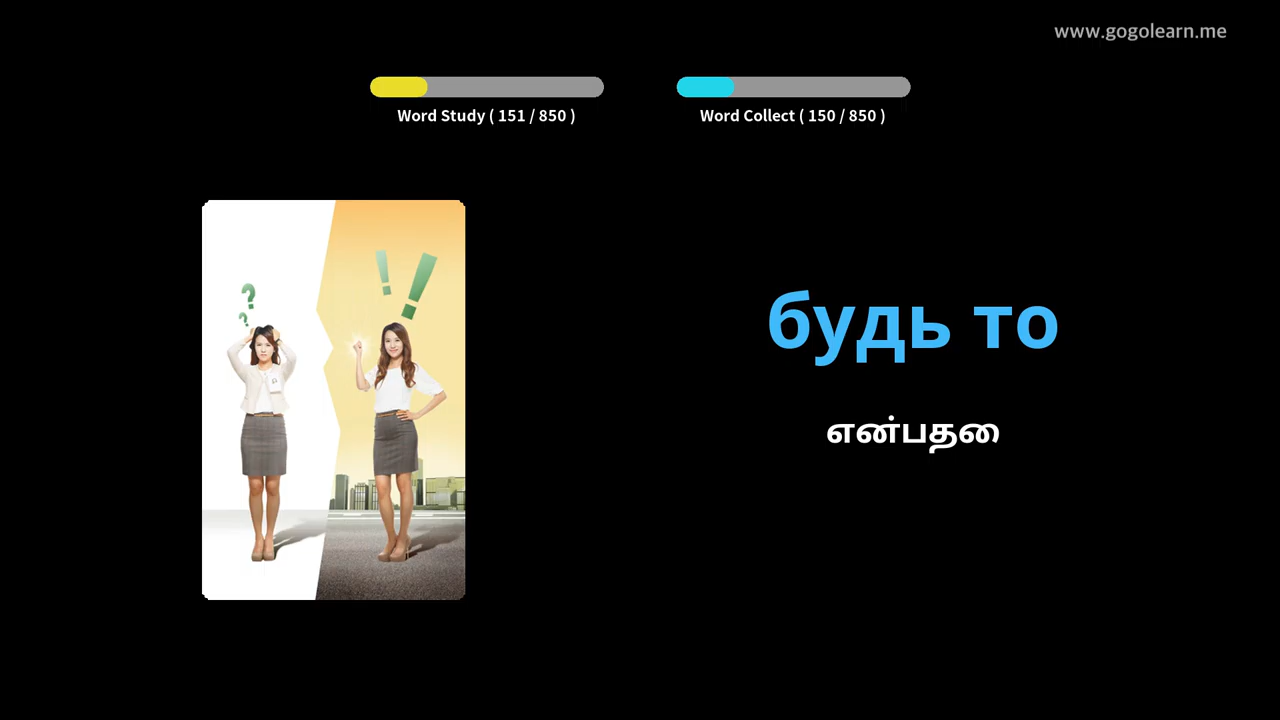 www.gogolearn.me
Word Study ( 151 / 850 )
Word Collect ( 150 / 850 )
? ?
! !
будь то
என்பதை